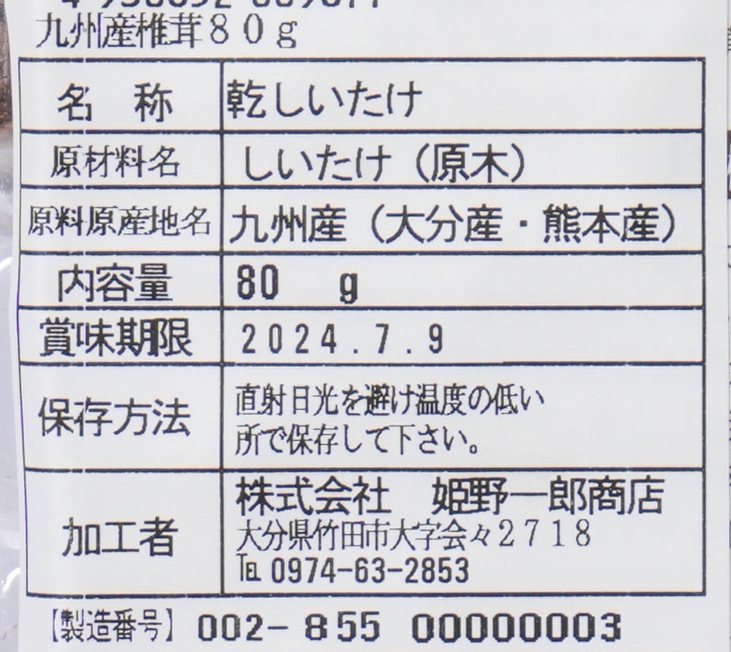 九州産椎茸80g
名 称 乾しいたけ
原材料名 しいたけ(原木)
原料原産地名 九州産(大分産・熊本産)
内容量 80 g
賞味期限 2024.7.9
保存方法 直射日光を避け温度の低い
所で保存して下さい。
加工者 株式会社 姫野一郎商店
大分県竹田市大字会々2718
℡ 0974-63-2853
【製造番号】 002-855 00000003